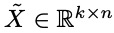 X̃ ∈ ℝ^{k×n}